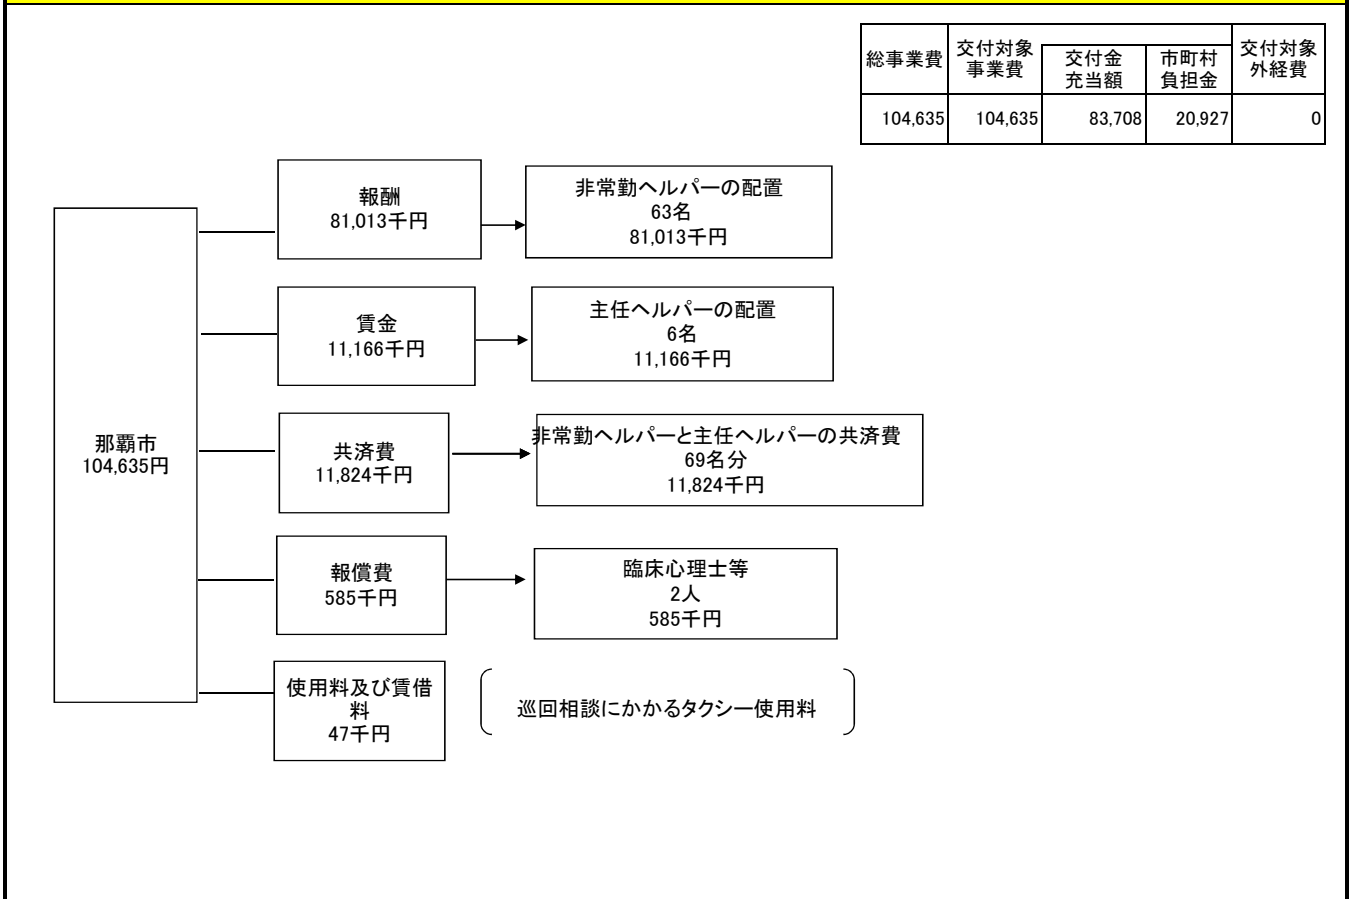 総事業費
交付対象
事業費
交付金
充当額
市町村
負担金
交付対象
外経費
104,635
104,635
83,708
20,927
0
那覇市
104,635円
報酬
81,013千円
非常勤ヘルパーの配置
63名
81,013千円
賃金
11,166千円
主任ヘルパーの配置
6名
11,166千円
共済費
11,824千円
非常勤ヘルパーと主任ヘルパーの共済費
69名分
11,824千円
報償費
585千円
臨床心理士等
2人
585千円
使用料及び賃借
料
47千円
巡回相談にかかるタクシー使用料